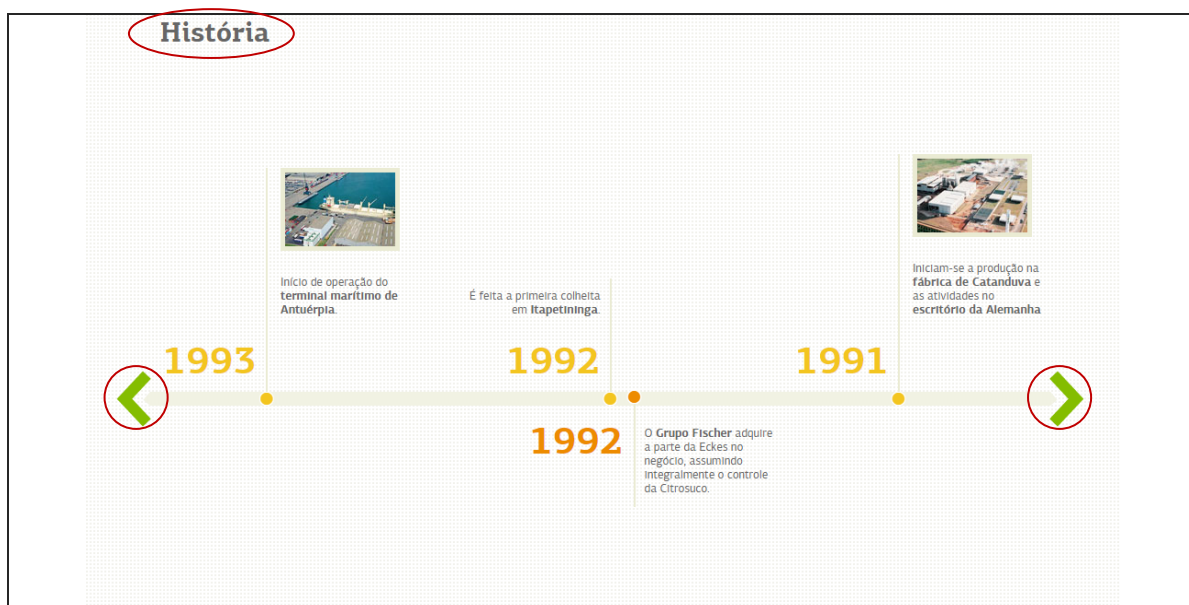 História
Início de operação do
terminal marítimo de
Antuérpia.
1993
É feita a primeira colheita
em Itapetininga.
1992
Iniciam-se a produção na
fábrica de Catanduva e
as atividades no
escritório da Alemanha
1991
1992
O Grupo Fischer adquire
a parte da Eckes no
negócio, assumindo
integralmente o controle
da Citrosuco.